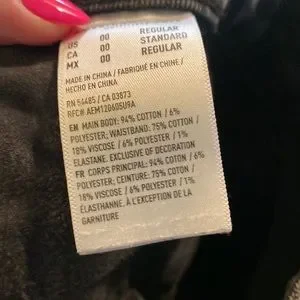 US 00 REGULAR
CA 00 STANDARD
MX 00 REGULAR
MADE IN CHINA / FABRIQUÉ EN CHINE /
HECHO EN CHINA
RN 54485 / CA 03873
RFC# AEM120605U9A
EN MAIN BODY: 94% COTTON / 6%
POLYESTER; WAISTBAND: 75% COTTON /
18% VISCOSE / 6% POLYESTER / 1%
ELASTANE. EXCLUSIVE OF DECORATION
FR CORPS PRINCIPAL: 94% COTON / 6%
POLYESTER; CEINTURE: 75% COTON /
18% VISCOSE / 6% POLYESTER / 1%
ÉLASTHANNE. À L'EXCEPTION DE LA
GARNITURE